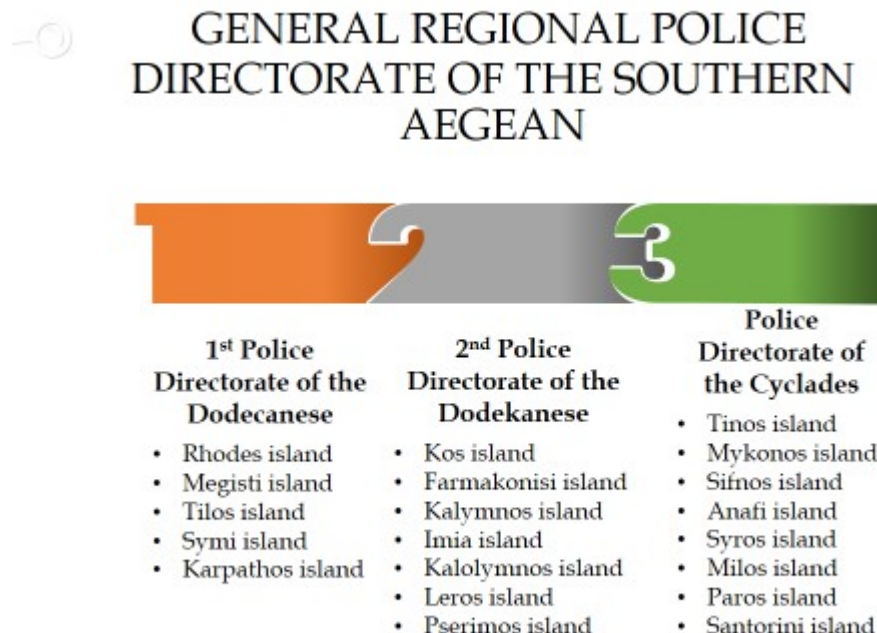 GENERAL REGIONAL POLICE
DIRECTORATE OF THE SOUTHERN
AEGEAN
1
2
3
1st Police
Directorate of the
Dodecanese
• Rhodes island
• Megisti island
• Tilos island
• Symi island
• Karpathos island
2nd Police
Directorate of the
Dodekanese
• Kos island
• Farmakonisi island
• Kalymnos island
• Imia island
• Kalolymnos island
• Leros island
• Pserimos island
Police
Directorate of
the Cyclades
• Tinos island
• Mykonos island
• Sifnos island
• Anafi island
• Syros island
• Milos island
• Paros island
• Santorini island